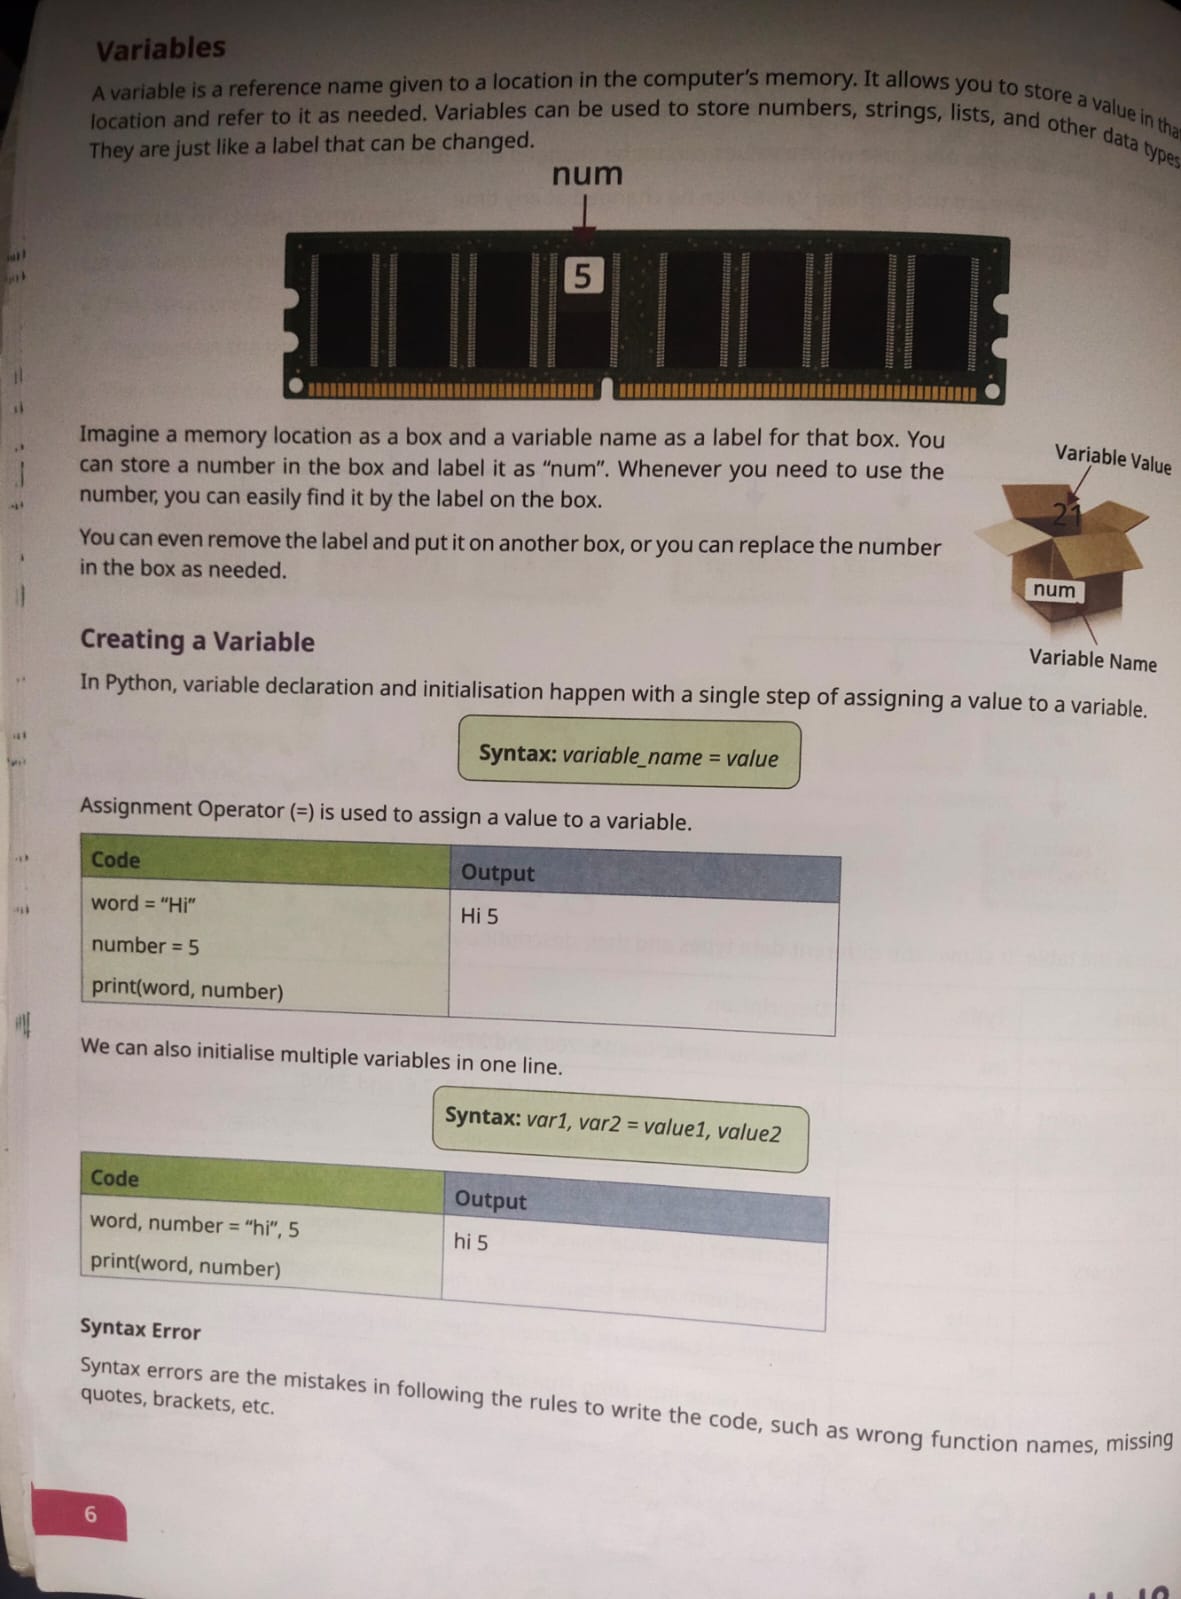 Variables
A variable is a reference name given to a location in the computer's memory. It allows you to store a value in tha
location and refer to it as needed. Variables can be used to store numbers, strings, lists, and other data types
They are just like a label that can be changed.
num
5
Imagine a memory location as a box and a variable name as a label for that box. You
can store a number in the box and label it as “num”. Whenever you need to use the
number, you can easily find it by the label on the box.
You can even remove the label and put it on another box, or you can replace the number
in the box as needed.
Variable Value
21
num
Variable Name
Creating a Variable
In Python, variable declaration and initialisation happen with a single step of assigning a value to a variable.
Syntax: variable_name = value
Assignment Operator (=) is used to assign a value to a variable.
Code
Output
word = “Hi”
number = 5
print(word, number)
Hi 5
We can also initialise multiple variables in one line.
Syntax: var1, var2 = value1, value2
Code
Output
word, number = “hi”, 5
print(word, number)
hi 5
Syntax Error
Syntax errors are the mistakes in following the rules to write the code, such as wrong function names, missing
quotes, brackets, etc.
6